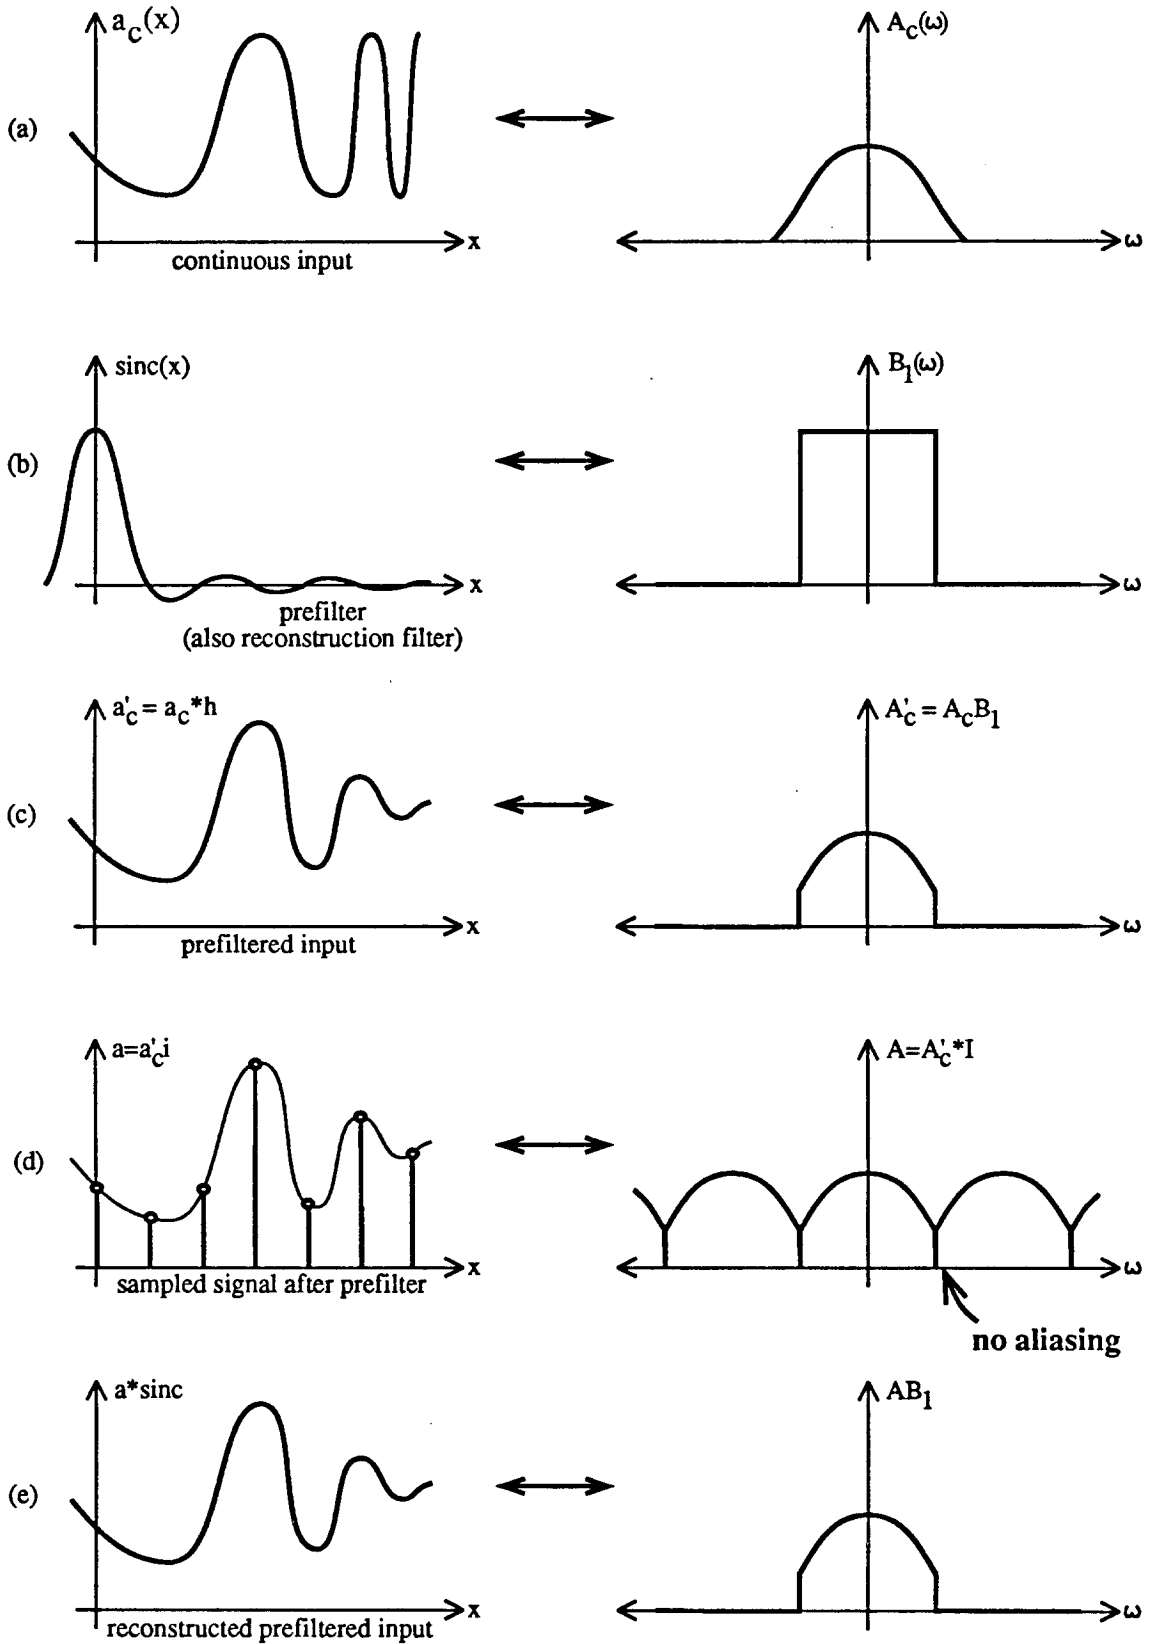 a_c(x)
A_c(ω)
(a)
x
ω
continuous input
sinc(x)
B_1(ω)
(b)
x
ω
prefilter
(also reconstruction filter)
a'_c = a_c*h
A'_c = A_cB_1
(c)
x
ω
prefiltered input
a=a'_ci
A=A'_c*I
(d)
x
ω
sampled signal after prefilter
no aliasing
a*sinc
AB_1
(e)
x
ω
reconstructed prefiltered input